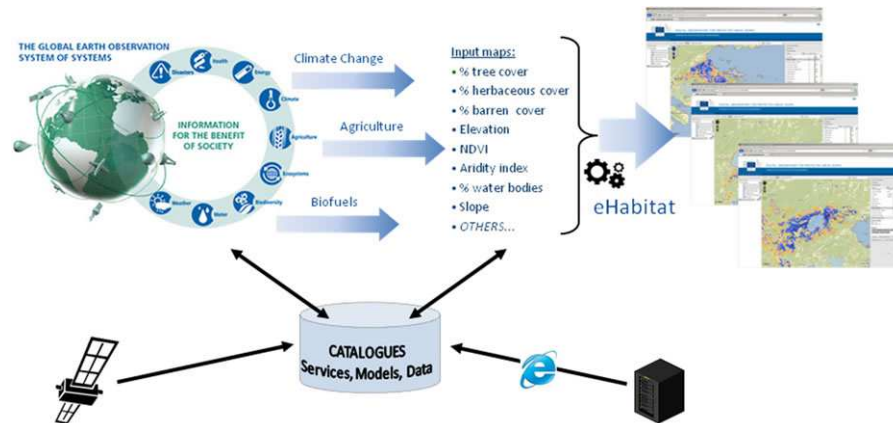 THE GLOBAL EARTH OBSERVATION
SYSTEM OF SYSTEMS
Disasters
Health
Energy
Climate
Agriculture
Ecosystems
Biodiversity
Water
Weather
INFORMATION
FOR THE BENEFIT
OF SOCIETY
Climate Change
Agriculture
Biofuels
Input maps:
• % tree cover
• % herbaceous cover
• % barren cover
• Elevation
• NDVI
• Aridity index
• % water bodies
• Slope
• OTHERS...
eHabitat
CATALOGUES
Services, Models, Data